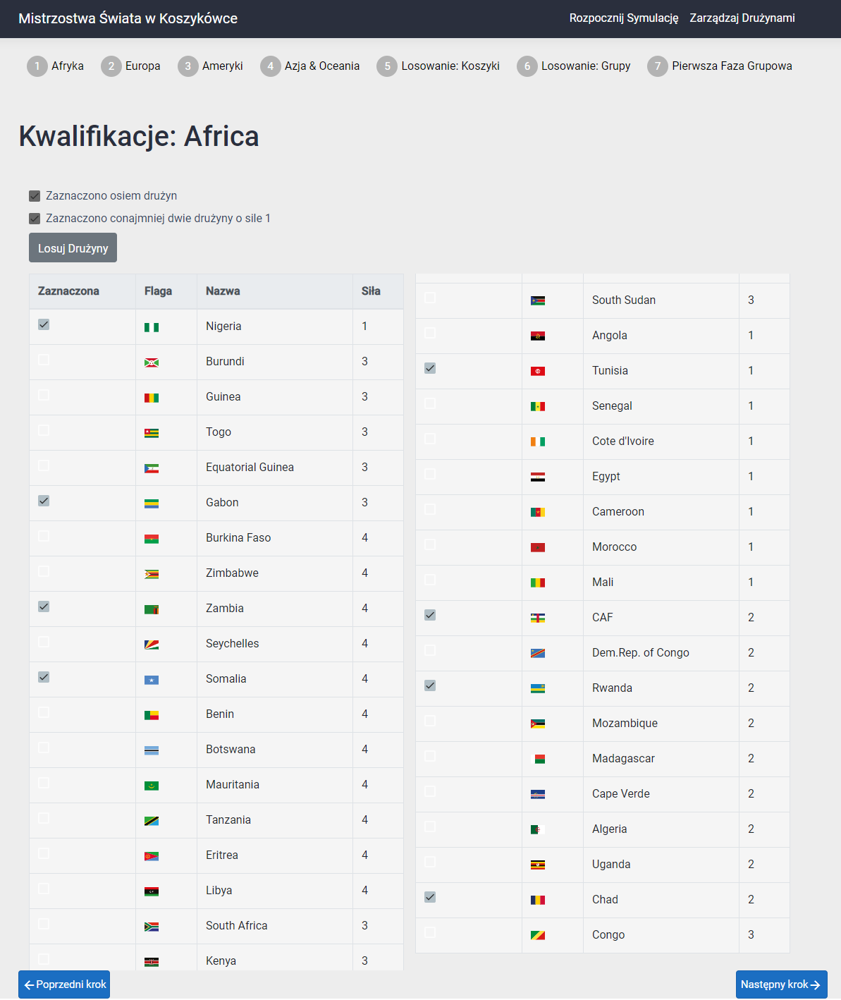 Mistrzostwa Świata w Koszykówce
Rozpocznij Symulację Zarządzaj Drużynami
1 Afryka 2 Europa 3 Ameryki 4 Azja & Oceania 5 Losowanie: Koszyki 6 Losowanie: Grupy 7 Pierwsza Faza Grupowa
Kwalifikacje: Africa
Zaznaczono osiem drużyn
Zaznaczono conajmniej dwie drużyny o sile 1
Losuj Drużyny
Zaznaczona Flaga Nazwa Siła
Nigeria 1
Burundi 3
Guinea 3
Togo 3
Equatorial Guinea 3
Gabon 3
Burkina Faso 4
Zimbabwe 4
Zambia 4
Seychelles 4
Somalia 4
Benin 4
Botswana 4
Mauritania 4
Tanzania 4
Eritrea 4
Libya 4
South Africa 3
Kenya 3
South Sudan 3
Angola 1
Tunisia 1
Senegal 1
Cote d'Ivoire 1
Egypt 1
Cameroon 1
Morocco 1
Mali 1
CAF 2
Dem.Rep. of Congo 2
Rwanda 2
Mozambique 2
Madagascar 2
Cape Verde 2
Algeria 2
Uganda 2
Chad 2
Congo 3
Poprzedni krok
Następny krok